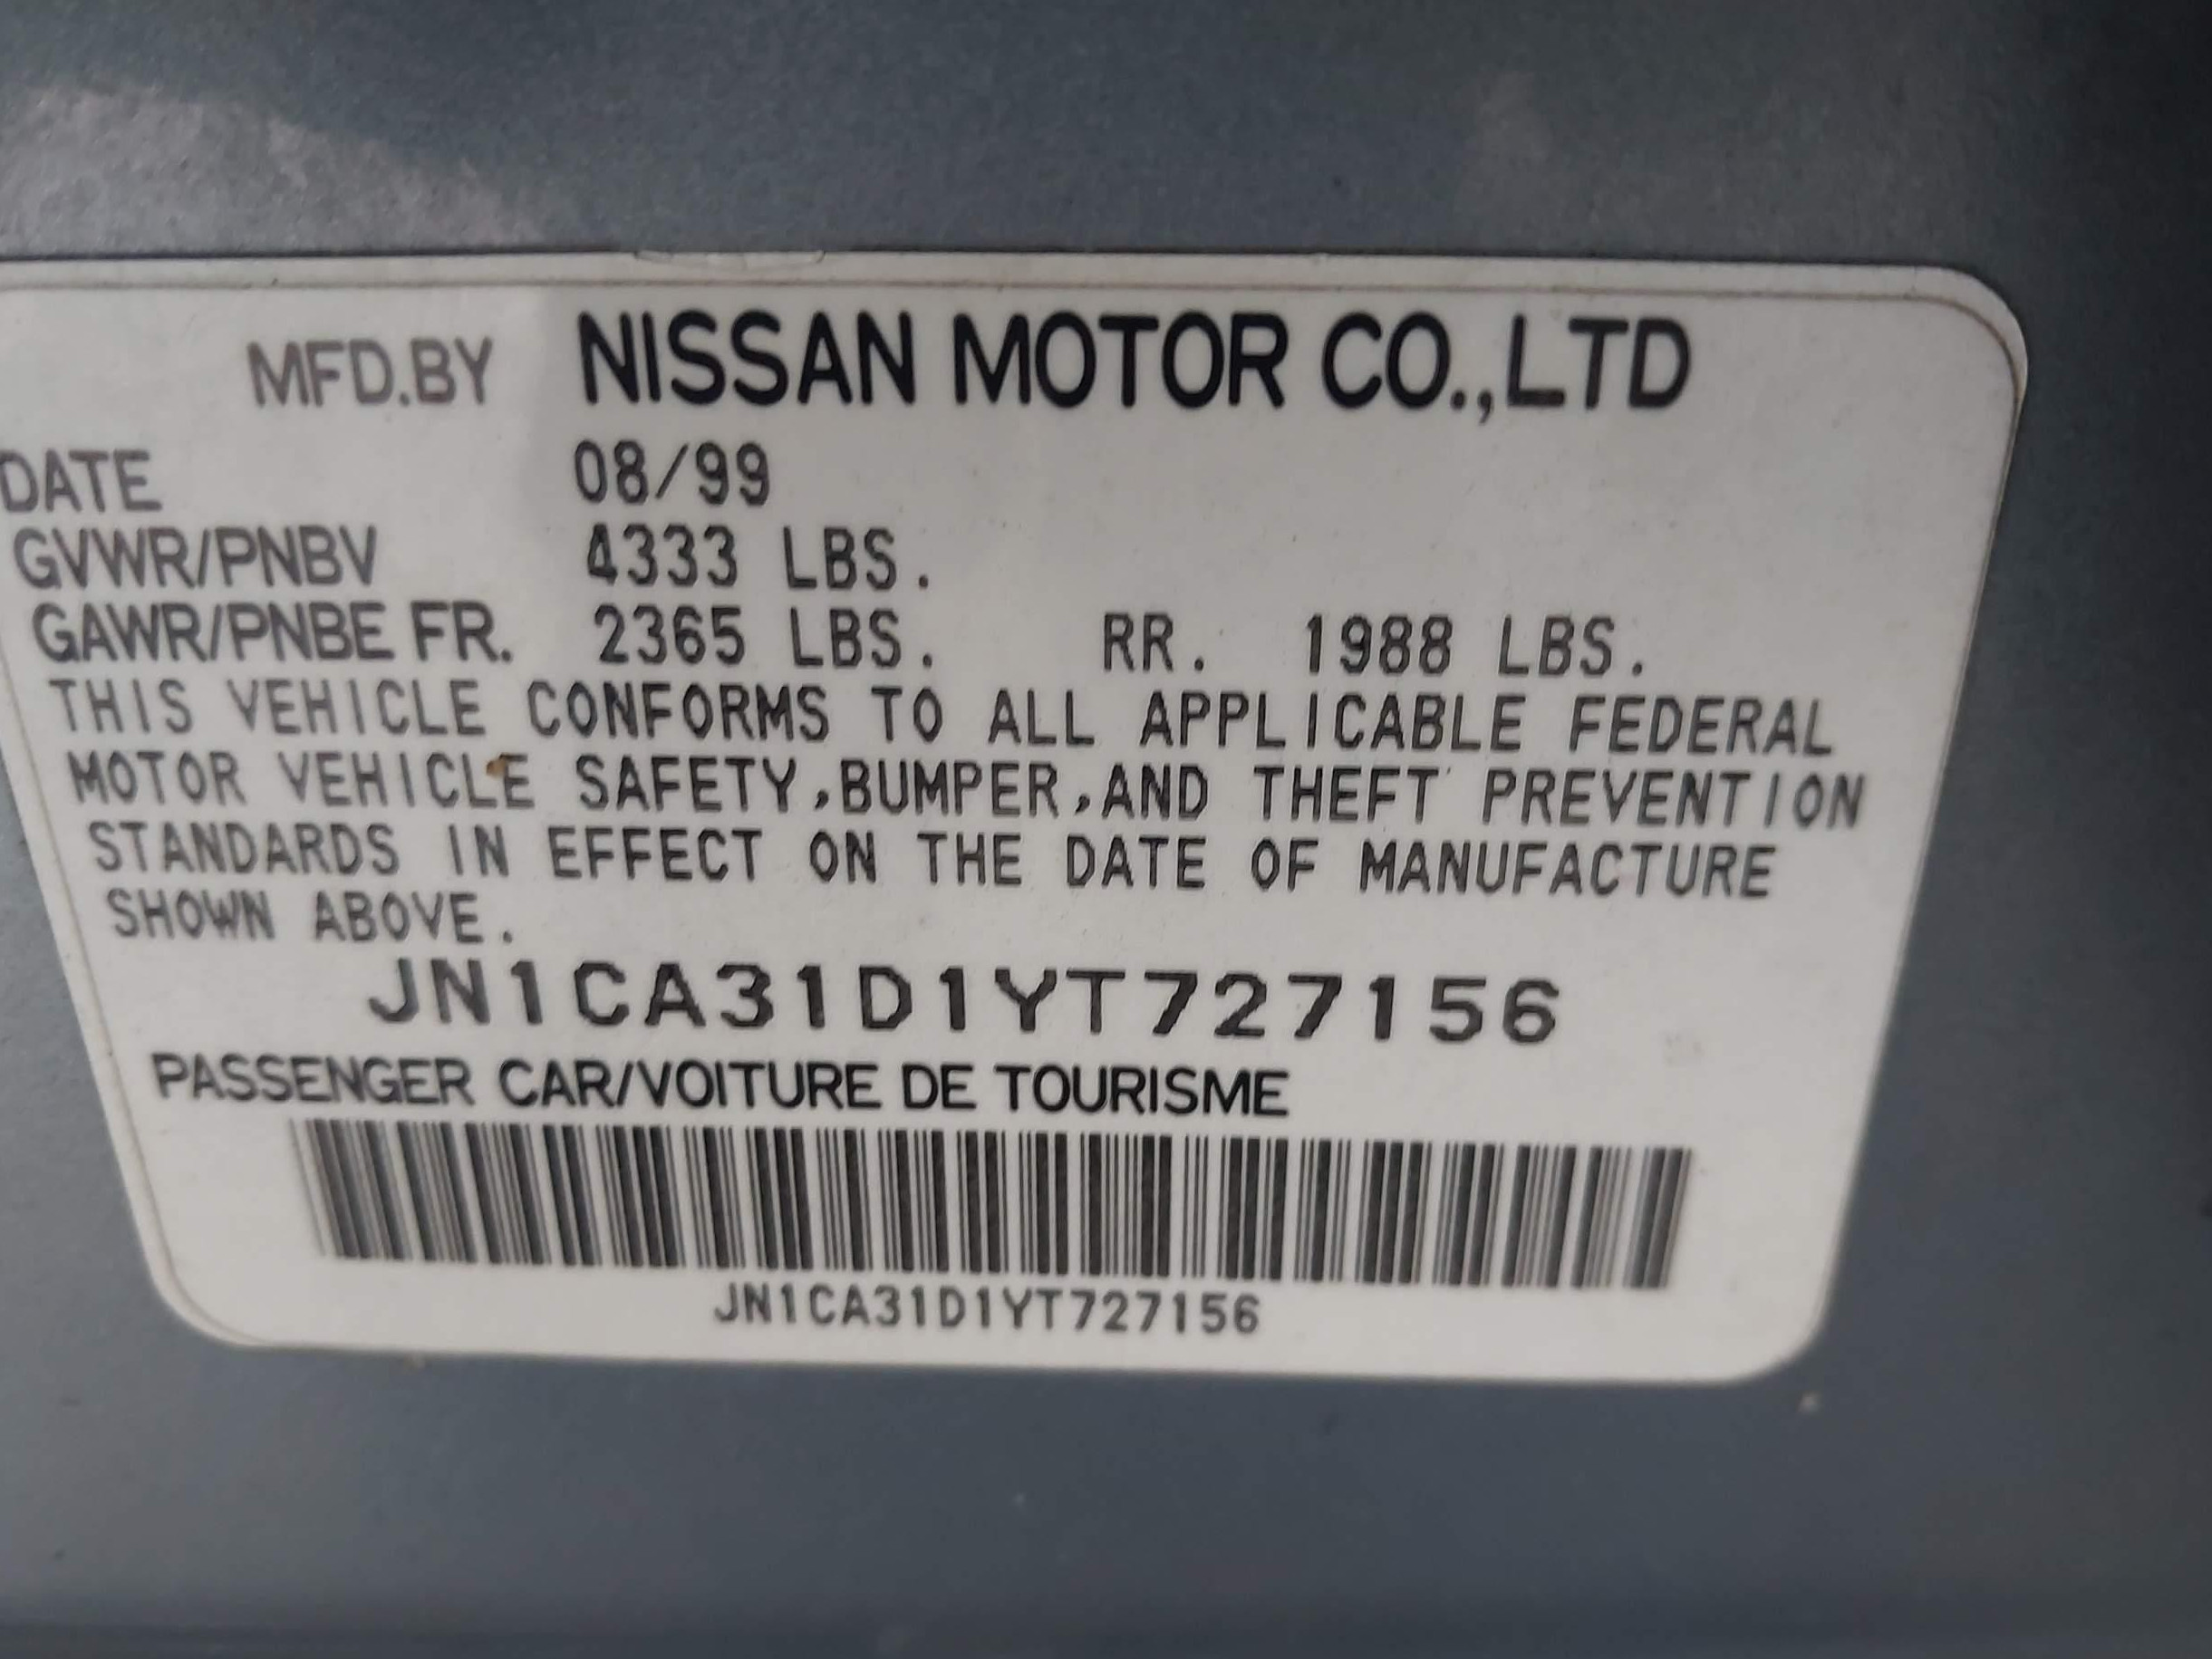 MFD.BY NISSAN MOTOR CO.,LTD
DATE 08/99
GVWR/PNBV 4333 LBS.
GAWR/PNBE FR. 2365 LBS. RR. 1988 LBS.
THIS VEHICLE CONFORMS TO ALL APPLICABLE FEDERAL
MOTOR VEHICLE SAFETY,BUMPER,AND THEFT PREVENTION
STANDARDS IN EFFECT ON THE DATE OF MANUFACTURE
SHOWN ABOVE.
JN1CA31D1YT727156
PASSENGER CAR/VOITURE DE TOURISME
JN1CA31D1YT727156